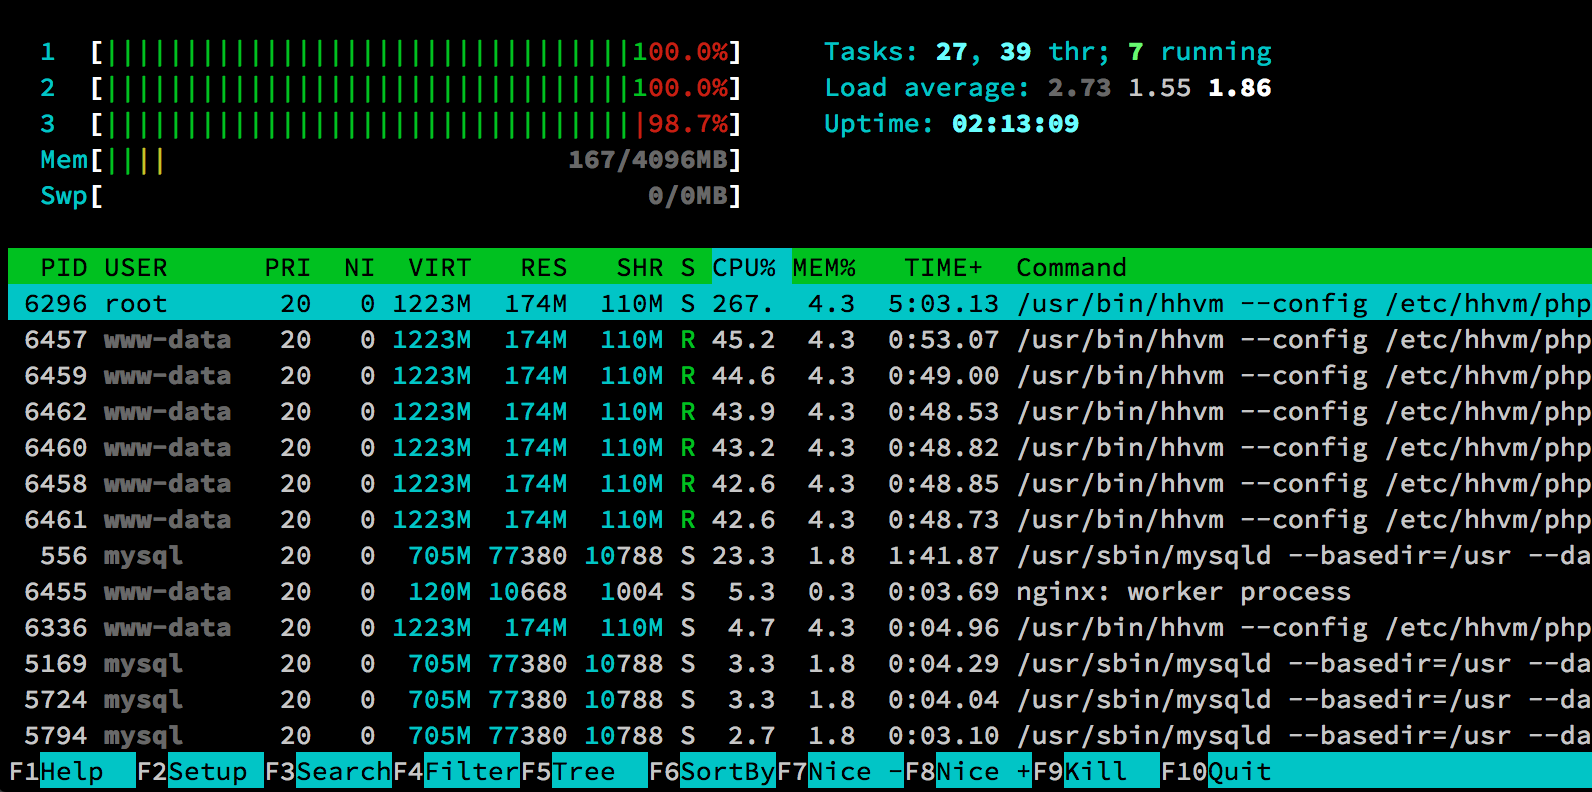 1 [||||||||||||||||||||||||||||||||||100.0%] Tasks: 27, 39 thr; 7 running
2 [||||||||||||||||||||||||||||||||||100.0%] Load average: 2.73 1.55 1.86
3 [||||||||||||||||||||||||||||||||||98.7%] Uptime: 02:13:09
Mem[|||| 167/4096MB]
Swp[ 0/0MB]
PID USER PRI NI VIRT RES SHR S CPU% MEM% TIME+ Command
6296 root 20 0 1223M 174M 110M S 267. 4.3 5:03.13 /usr/bin/hhvm --config /etc/hhvm/php
6457 www-data 20 0 1223M 174M 110M R 45.2 4.3 0:53.07 /usr/bin/hhvm --config /etc/hhvm/php
6459 www-data 20 0 1223M 174M 110M R 44.6 4.3 0:49.00 /usr/bin/hhvm --config /etc/hhvm/php
6462 www-data 20 0 1223M 174M 110M R 43.9 4.3 0:48.53 /usr/bin/hhvm --config /etc/hhvm/php
6460 www-data 20 0 1223M 174M 110M R 43.2 4.3 0:48.82 /usr/bin/hhvm --config /etc/hhvm/php
6458 www-data 20 0 1223M 174M 110M R 42.6 4.3 0:48.85 /usr/bin/hhvm --config /etc/hhvm/php
6461 www-data 20 0 1223M 174M 110M R 42.6 4.3 0:48.73 /usr/bin/hhvm --config /etc/hhvm/php
556 mysql 20 0 705M 77380 10788 S 23.3 1.8 1:41.87 /usr/sbin/mysqld --basedir=/usr --da
6455 www-data 20 0 120M 10668 1004 S 5.3 0.3 0:03.69 nginx: worker process
6336 www-data 20 0 1223M 174M 110M S 4.7 4.3 0:04.96 /usr/bin/hhvm --config /etc/hhvm/php
5169 mysql 20 0 705M 77380 10788 S 3.3 1.8 0:04.29 /usr/sbin/mysqld --basedir=/usr --da
5724 mysql 20 0 705M 77380 10788 S 3.3 1.8 0:04.04 /usr/sbin/mysqld --basedir=/usr --da
5794 mysql 20 0 705M 77380 10788 S 2.7 1.8 0:03.10 /usr/sbin/mysqld --basedir=/usr --da
F1Help F2Setup F3SearchF4FilterF5Tree F6SortByF7Nice -F8Nice +F9Kill F10Quit